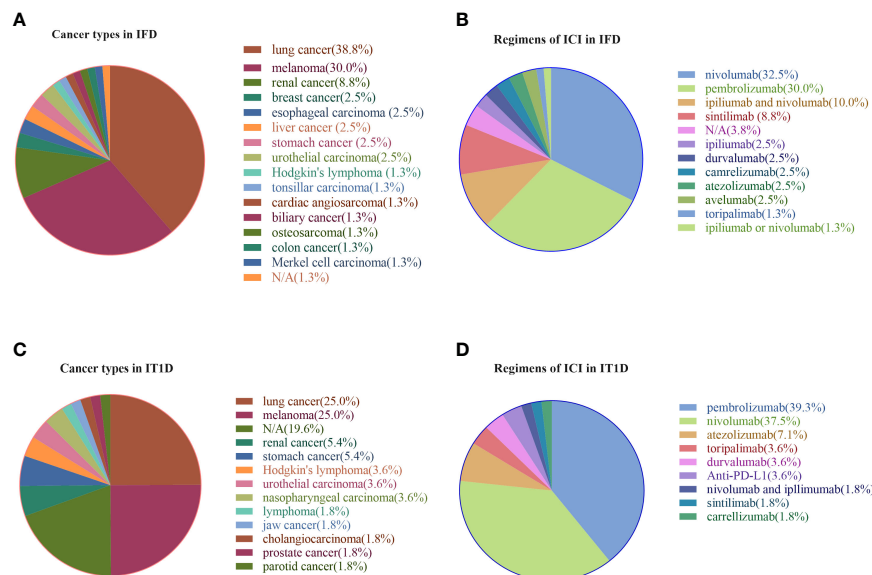 A
Cancer types in IFD
lung cancer(38.8%)
melanoma(30.0%)
renal cancer(8.8%)
breast cancer(2.5%)
esophageal carcinoma (2.5%)
liver cancer (2.5%)
stomach cancer (2.5%)
urothelial carcinoma(2.5%)
Hodgkin's lymphoma (1.3%)
tonsillar carcinoma(1.3%)
cardiac angiosarcoma(1.3%)
biliary cancer(1.3%)
osteosarcoma(1.3%)
colon cancer(1.3%)
Merkel cell carcinoma(1.3%)
N/A(1.3%)
B
Regimens of ICI in IFD
nivolumab(32.5%)
pembrolizumab(30.0%)
ipiliumab and nivolumab(10.0%)
sintilimab (8.8%)
N/A(3.8%)
ipiliumab(2.5%)
durvalumab(2.5%)
camrelizumab(2.5%)
atezolizumab(2.5%)
avelumab(2.5%)
toripalimab(1.3%)
ipiliumab or nivolumab(1.3%)
C
Cancer types in IT1D
lung cancer(25.0%)
melanoma(25.0%)
N/A(19.6%)
renal cancer(5.4%)
stomach cancer(5.4%)
Hodgkin's lymphoma(3.6%)
urothelial carcinoma(3.6%)
nasopharyngeal carcinoma(3.6%)
lymphoma(1.8%)
jaw cancer(1.8%)
cholangiocarcinoma(1.8%)
prostate cancer(1.8%)
parotid cancer(1.8%)
D
Regimens of ICI in IT1D
pembrolizumab(39.3%)
nivolumab(37.5%)
atezolizumab(7.1%)
toripalimab(3.6%)
durvalumab(3.6%)
Anti-PD-L1(3.6%)
nivolumab and ipllimumab(1.8%)
sintilimab(1.8%)
carrellizumab(1.8%)